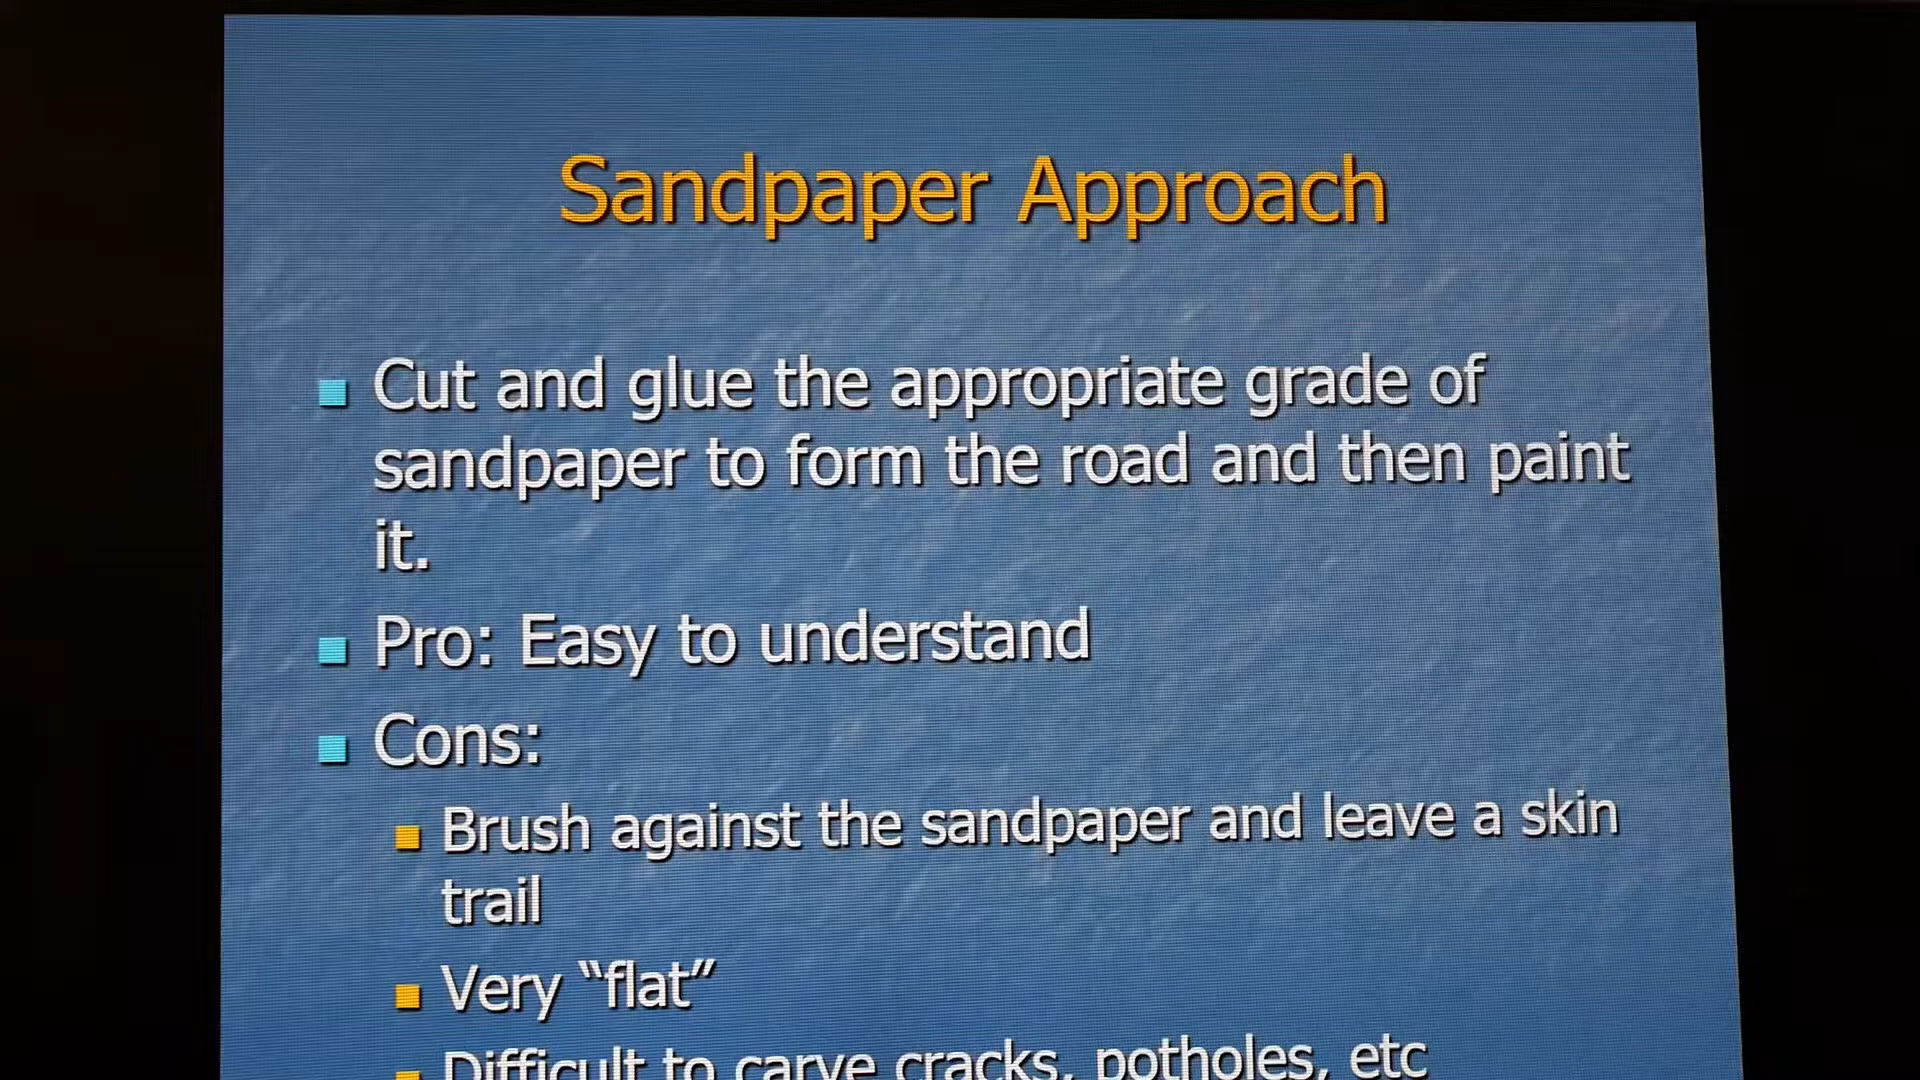 Sandpaper Approach
Cut and glue the appropriate grade of
sandpaper to form the road and then paint
it.
Pro: Easy to understand
Cons:
Brush against the sandpaper and leave a skin
trail
Very “flat”
Difficult to carve cracks, potholes, etc